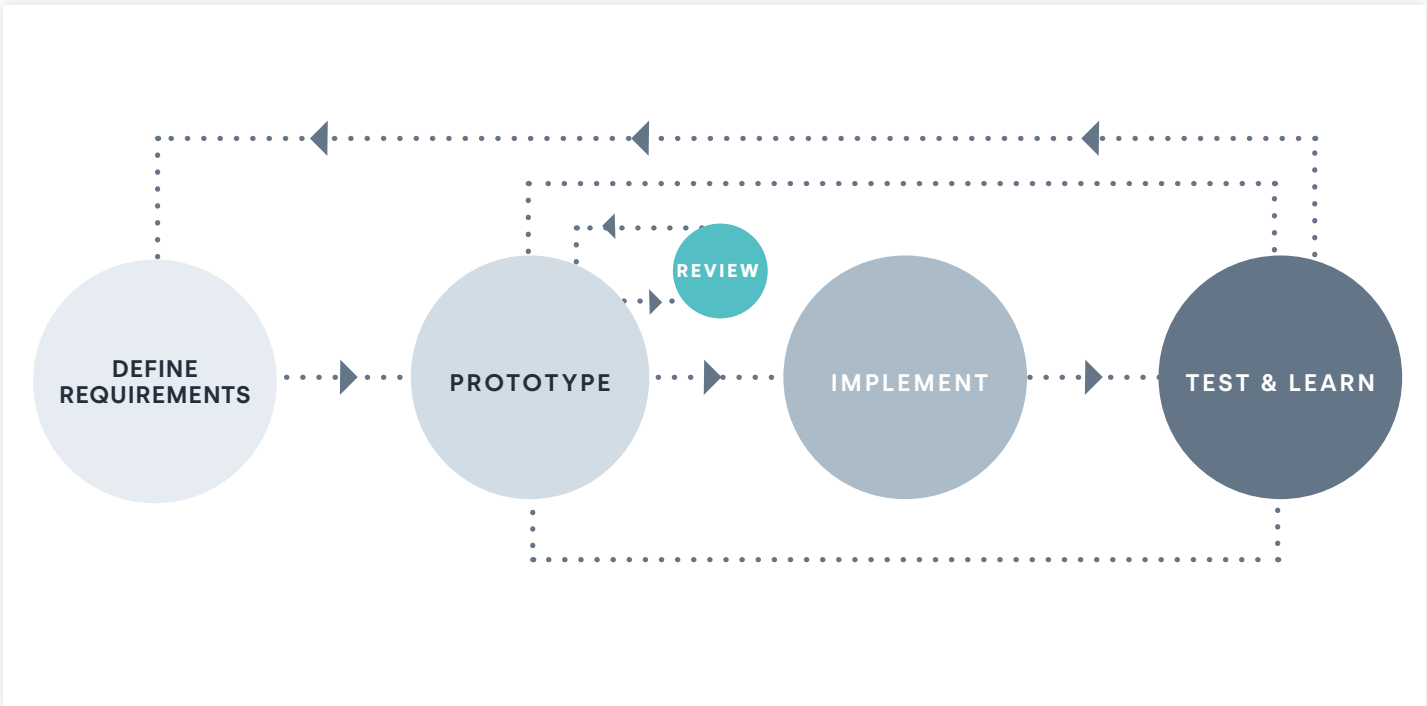 DEFINE
REQUIREMENTS
PROTOTYPE
REVIEW
IMPLEMENT
TEST & LEARN